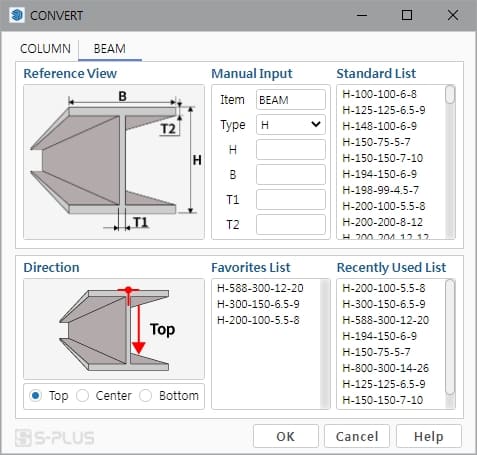 CONVERT
COLUMN BEAM
Reference View
B
T2
H
T1
Manual Input
Item BEAM
Type H
H
B
T1
T2
Standard List
H-100-100-6-8
H-125-125-6.5-9
H-148-100-6-9
H-150-75-5-7
H-150-150-7-10
H-194-150-6-9
H-198-99-4.5-7
H-200-100-5.5-8
H-200-200-8-12
H-200-204-12-12
Direction
Top
Top Center Bottom
Favorites List
H-588-300-12-20
H-300-150-6.5-9
H-200-100-5.5-8
Recently Used List
H-200-100-5.5-8
H-300-150-6.5-9
H-588-300-12-20
H-194-150-6-9
H-150-75-5-7
H-800-300-14-26
H-125-125-6.5-9
H-150-150-7-10
S-PLUS
OK Cancel Help